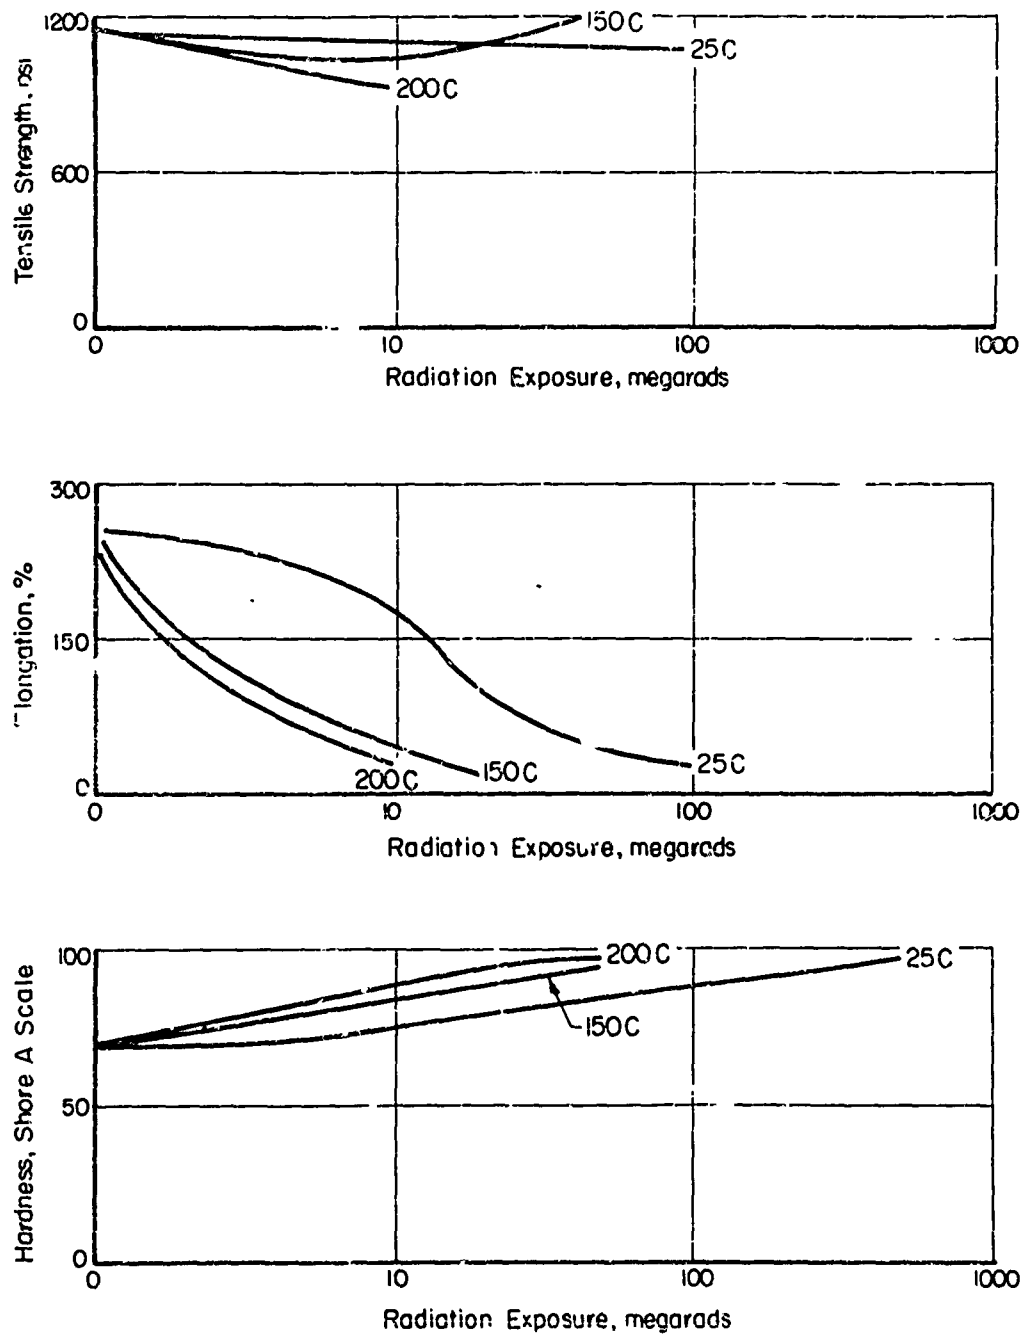 1200
150C
25C
200C
600
0
Tensile Strength, psi
0 10 100 1000
Radiation Exposure, megarads
300
150
0
Elongation, %
25C
150C
200C
0 10 100 1000
Radiation Exposure, megarads
100
200C
25C
150C
50
0
Hardness, Shore A Scale
0 10 100 1000
Radiation Exposure, megarads